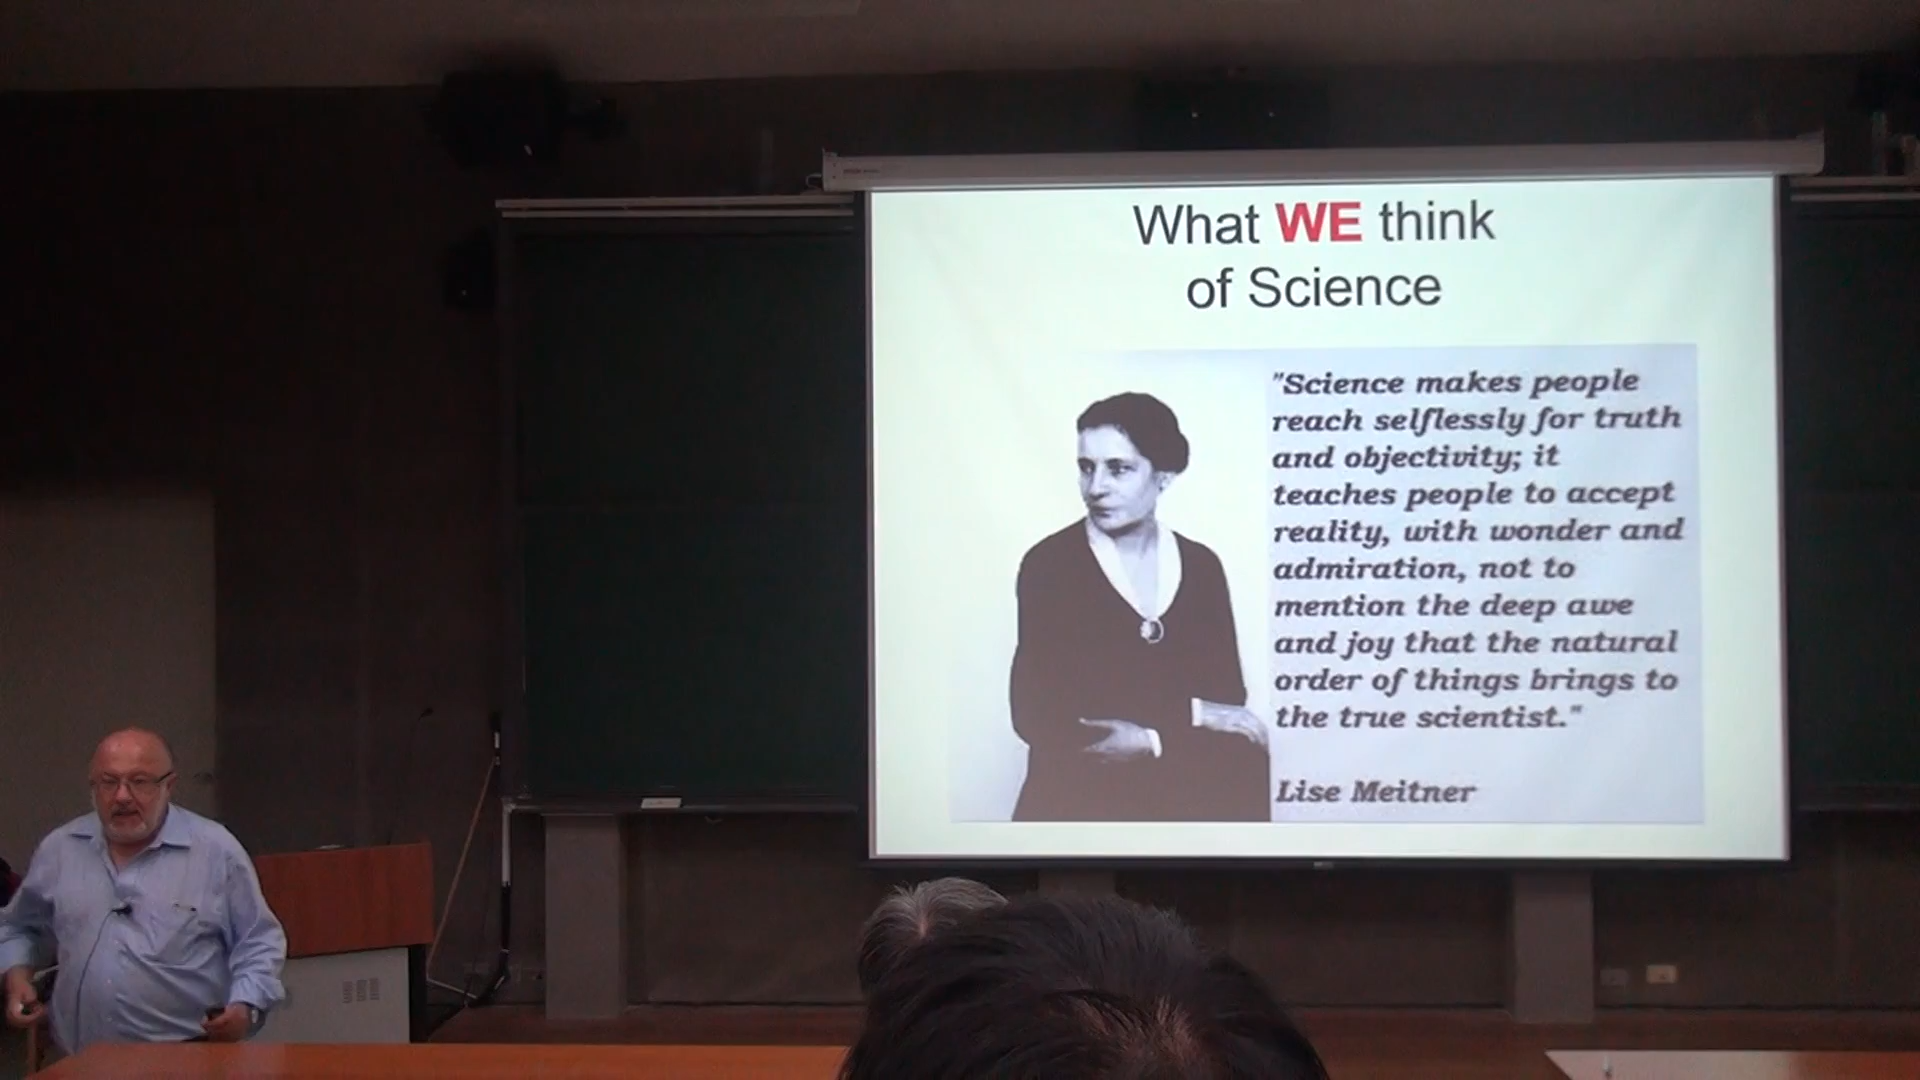 What WE think
of Science
"Science makes people
reach selflessly for truth
and objectivity; it
teaches people to accept
reality, with wonder and
admiration, not to
mention the deep awe
and joy that the natural
order of things brings to
the true scientist."
Lise Meitner